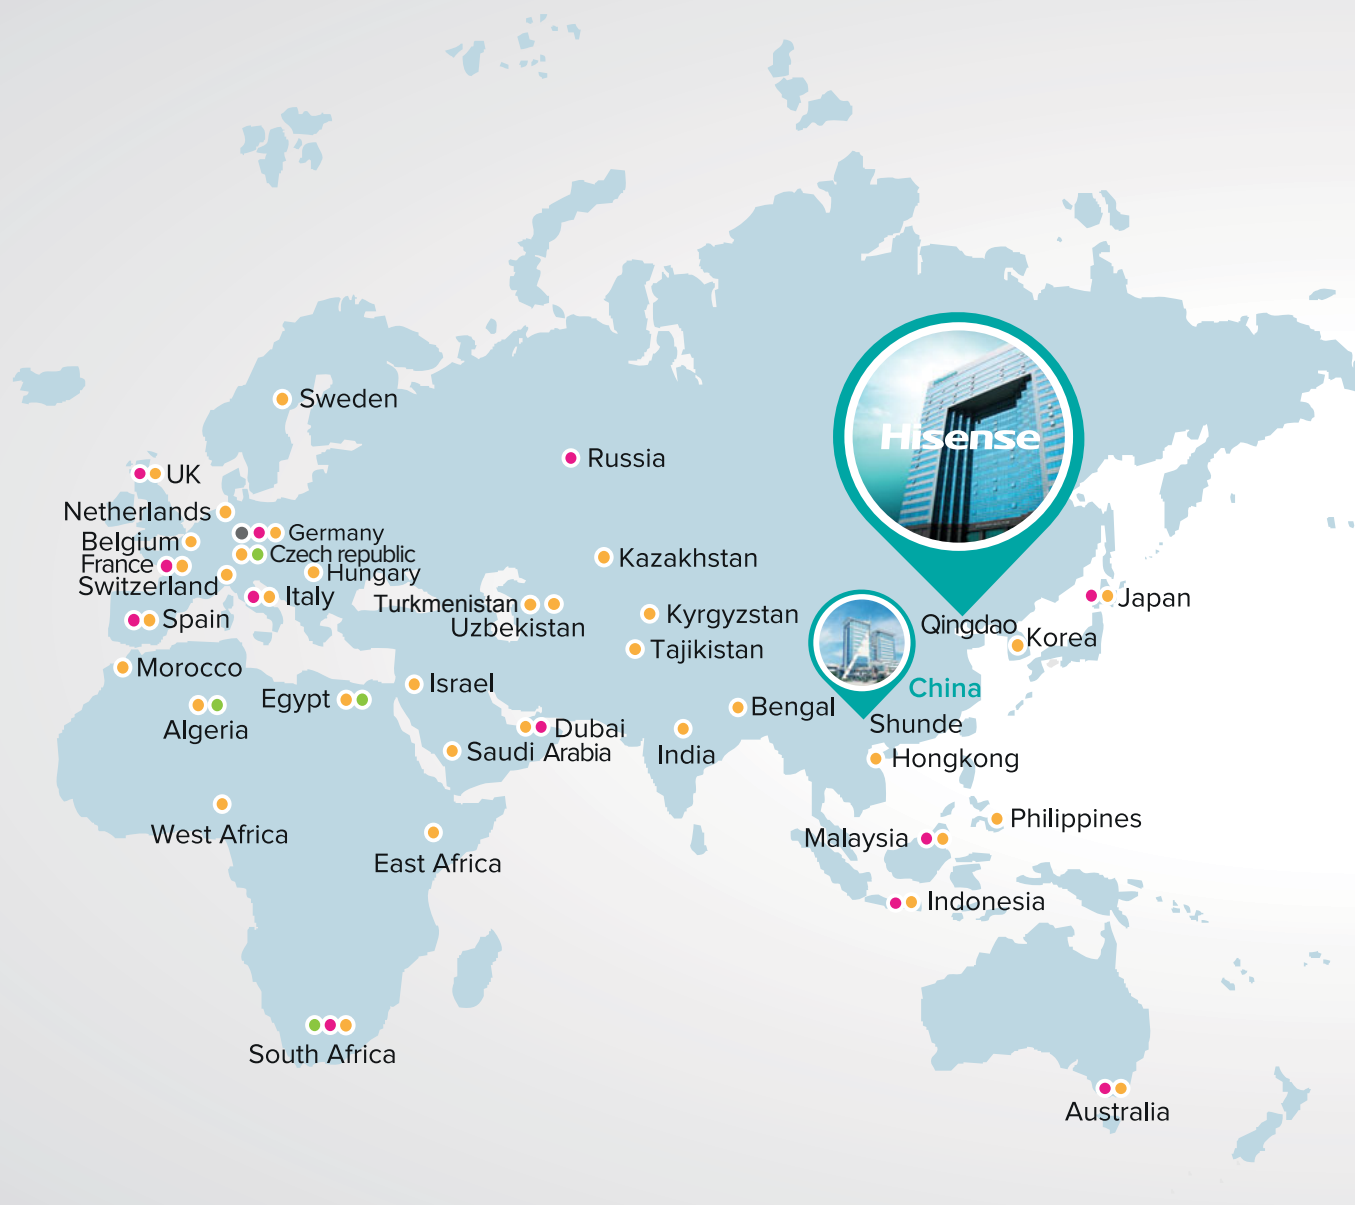 Sweden
Hisense
Russia
UK
Netherlands
Germany
Belgium
Czech republic
France
Hungary
Kazakhstan
Switzerland
Italy
Turkmenistan
Japan
Spain
Uzbekistan
Kyrgyzstan
Qingdao
Korea
Tajikistan
Morocco
Israel
China
Egypt
Bengal
Algeria
Dubai
Shunde
Saudi Arabia
India
Hongkong
Philippines
West Africa
Malaysia
East Africa
Indonesia
South Africa
Australia